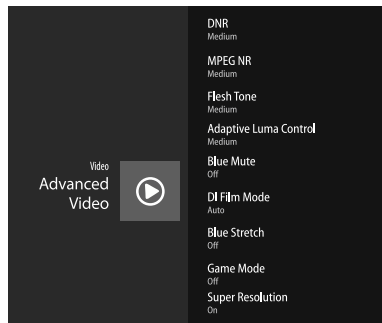 Video
Advanced
Video
DNR
Medium
MPEG NR
Medium
Flesh Tone
Medium
Adaptive Luma Control
Medium
Blue Mute
Off
DI Film Mode
Auto
Blue Stretch
Off
Game Mode
Off
Super Resolution
On